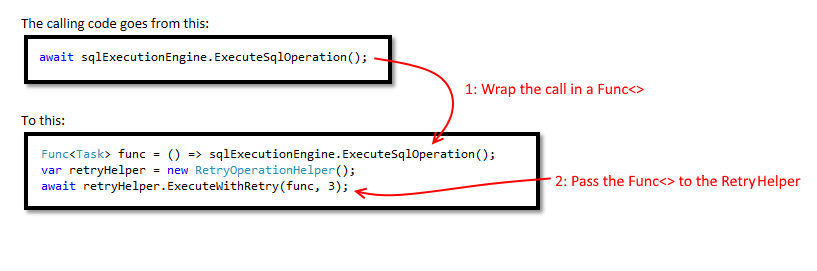 The calling code goes from this:
await sqlExecutionEngine.ExecuteSqlOperation();
1: Wrap the call in a Func<>
To this:
Func<Task> func = () => sqlExecutionEngine.ExecuteSqlOperation();
var retryHelper = new RetryOperationHelper();
await retryHelper.ExecuteWithRetry(func, 3);
2: Pass the Func<> to the RetryHelper